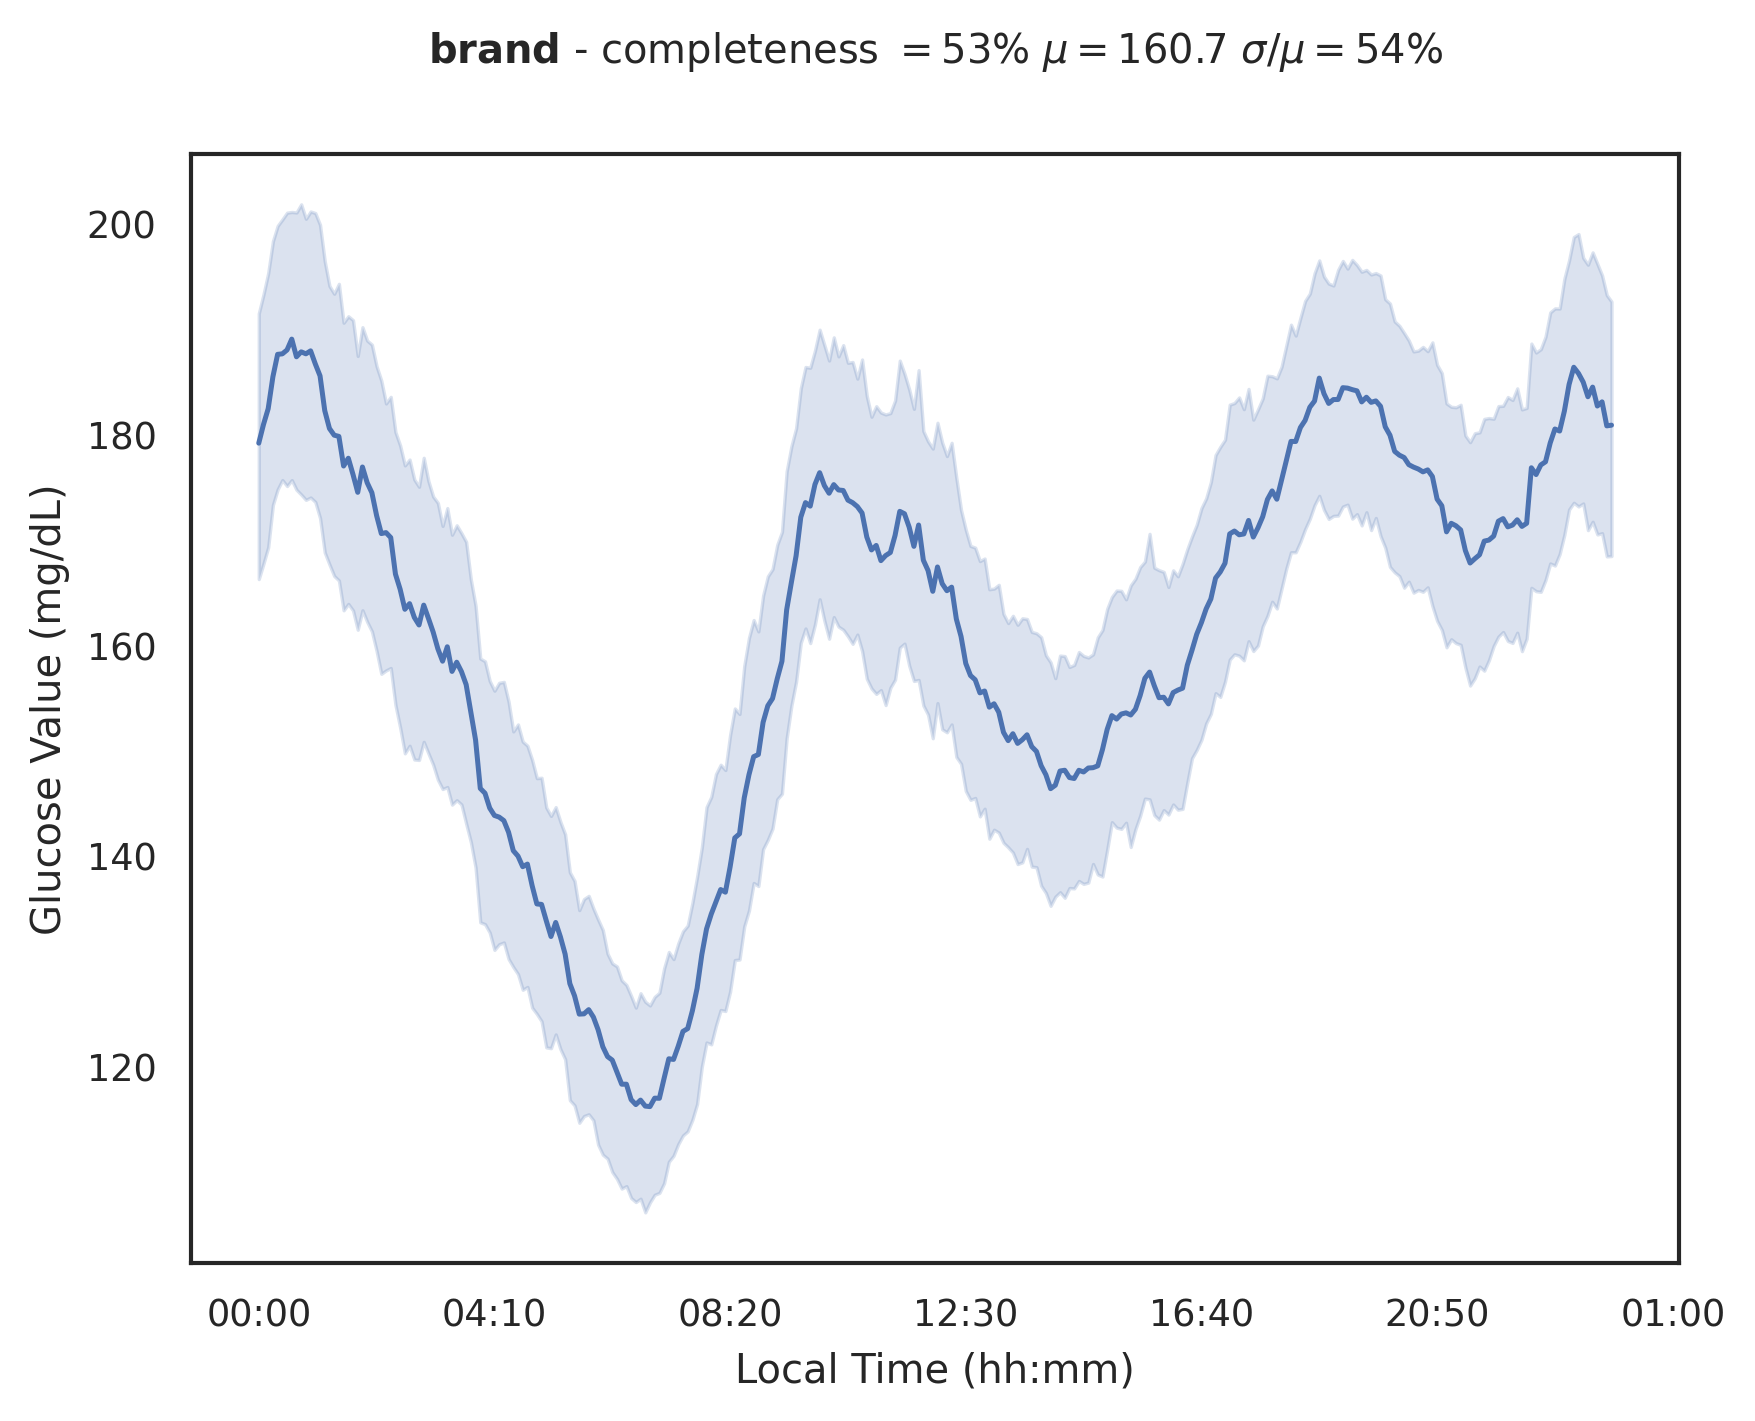 brand - completeness = 53% μ = 160.7 σ/μ = 54%
Glucose Value (mg/dL)
200
180
160
140
120
00:00 04:10 08:20 12:30 16:40 20:50 01:00
Local Time (hh:mm)